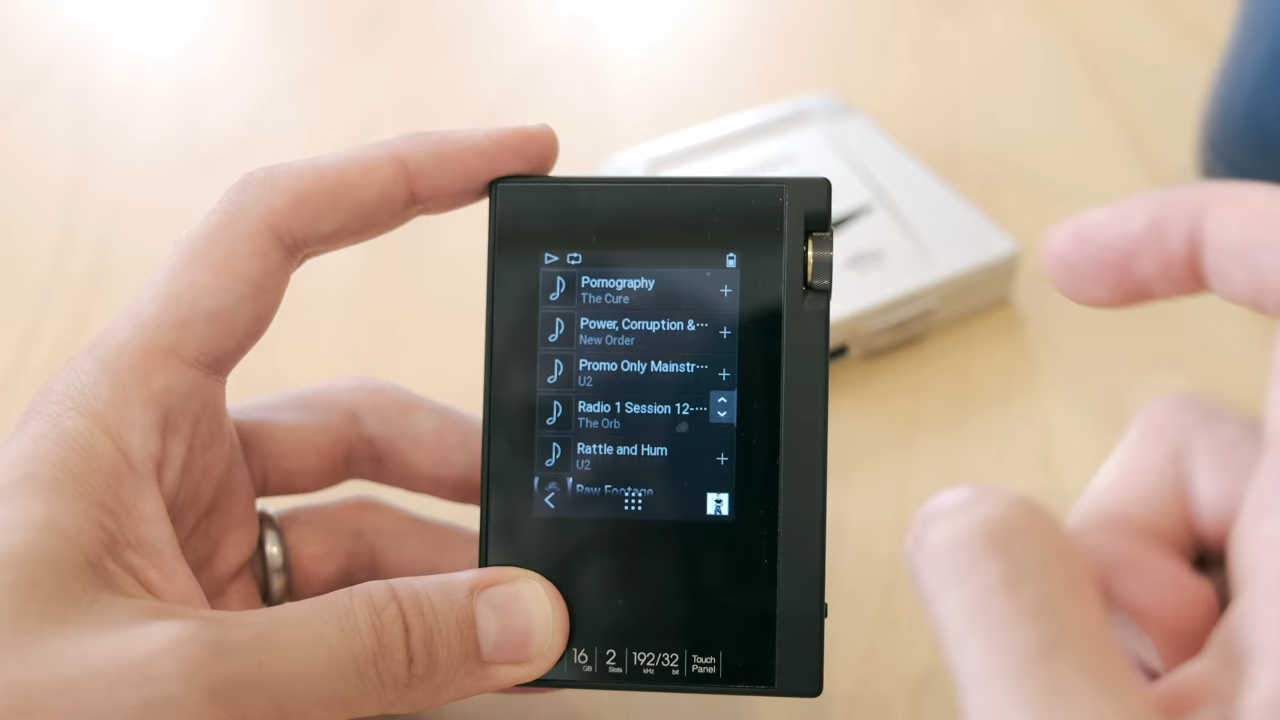 Pornography
The Cure
Power, Corruption &···
New Order
Promo Only Mainstr···
U2
Radio 1 Session 12-···
The Orb
Rattle and Hum
U2
Raw Footage
16 GB
2 Slots
192/32 kHz bit
Touch Panel